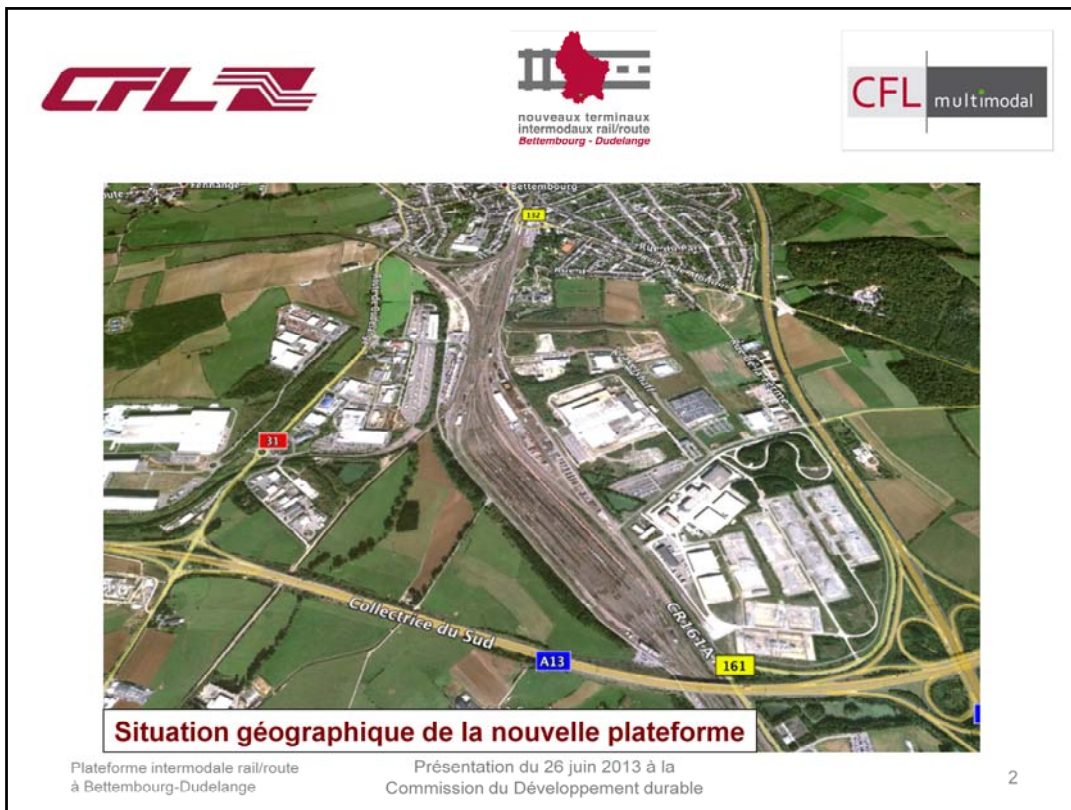 CFL
nouveaux terminaux
intermodaux rail/route
Bettembourg - Dudelange
CFL multimodal
Fennange
Bettembourg
132
31
Collectrice du Sud
A13
CR161A
161
Situation géographique de la nouvelle plateforme
Plateforme intermodale rail/route
à Bettembourg-Dudelange
Présentation du 26 juin 2013 à la
Commission du Développement durable
2